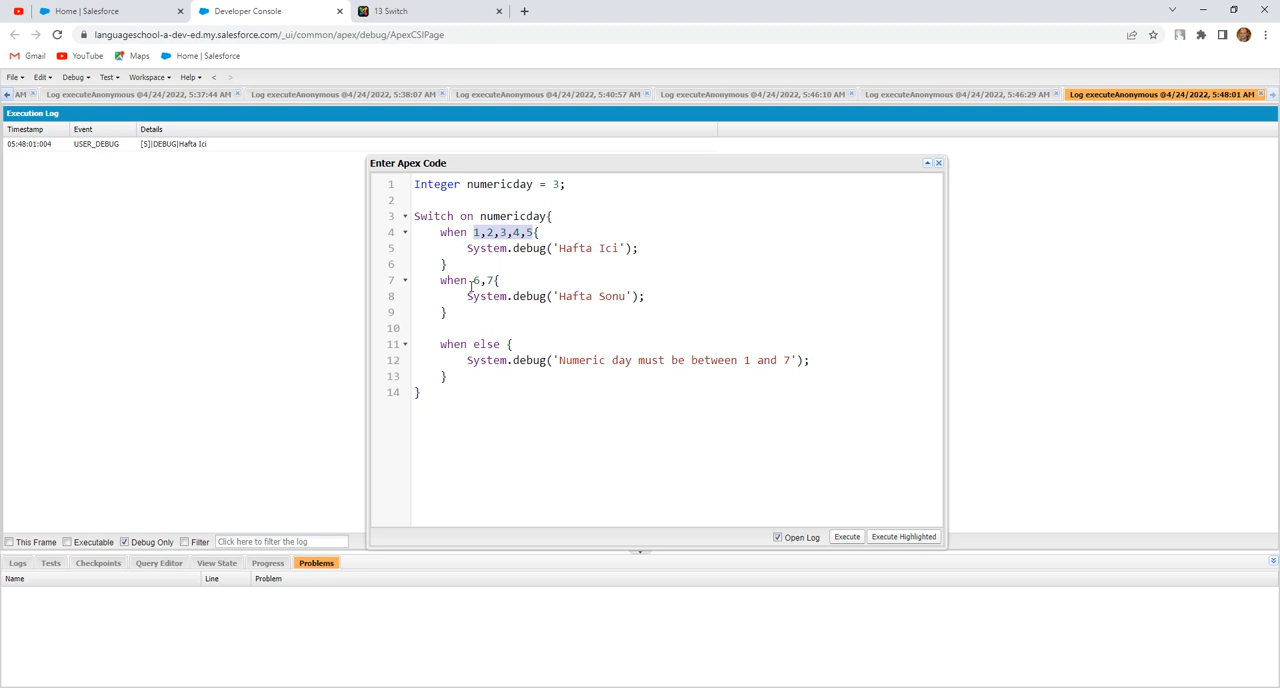 Home | Salesforce
Developer Console
13 Switch
languageschool-a-dev-ed.my.salesforce.com/_ui/common/apex/debug/ApexCSIPage
Gmail YouTube Maps Home | Salesforce
File Edit Debug Test Workspace Help < >
AM Log executeAnonymous @4/24/2022, 5:37:44 AM Log executeAnonymous @4/24/2022, 5:38:07 AM Log executeAnonymous @4/24/2022, 5:40:57 AM Log executeAnonymous @4/24/2022, 5:46:10 AM Log executeAnonymous @4/24/2022, 5:46:29 AM Log executeAnonymous @4/24/2022, 5:48:01 AM
Execution Log
Timestamp Event Details
05:48:01:004 USER_DEBUG [5]|DEBUG|Hafta Ici
Enter Apex Code
1 Integer numericday = 3;
2
3 Switch on numericday{
4 when 1,2,3,4,5{
5 System.debug('Hafta Ici');
6 }
7 when 6,7{
8 System.debug('Hafta Sonu');
9 }
10
11 when else {
12 System.debug('Numeric day must be between 1 and 7');
13 }
14 }
This Frame Executable Debug Only Filter Click here to filter the log
Open Log Execute Execute Highlighted
Logs Tests Checkpoints Query Editor View State Progress Problems
Name Line Problem